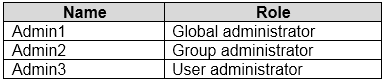 Name Role
Admin1 Global administrator
Admin2 Group administrator
Admin3 User administrator